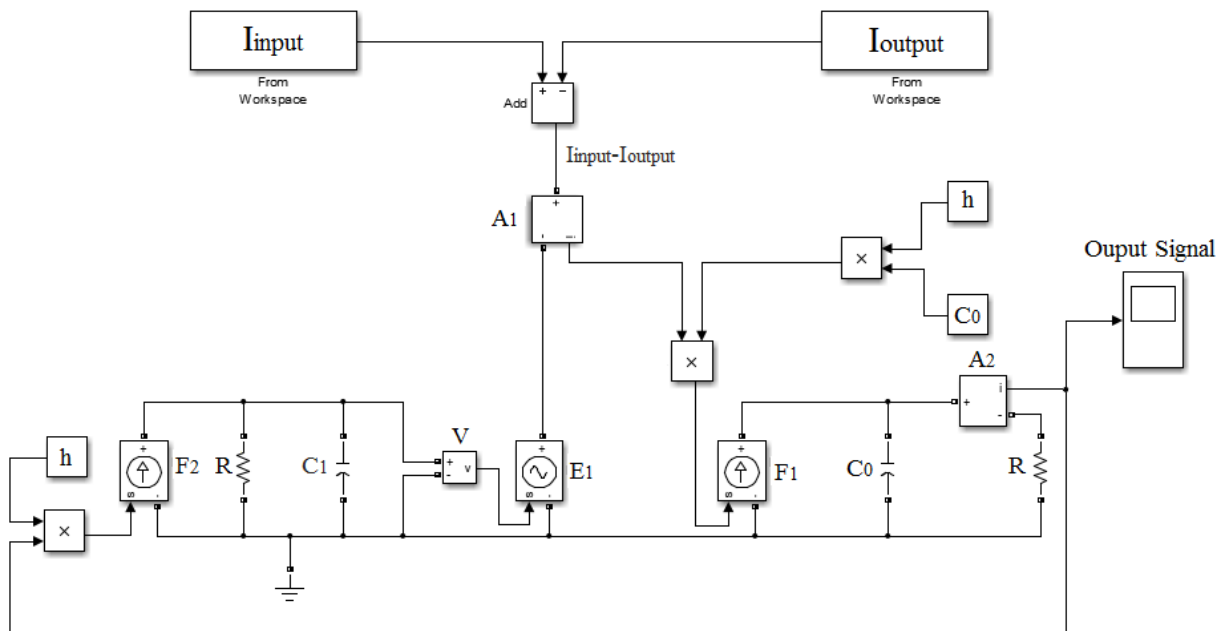 Iinput
From
Workspace
Ioutput
From
Workspace
Add
+ −
Iinput-Ioutput
A1
+
-
i
h
×
C0
×
Ouput Signal
A2
i
+
-
h
×
F2
+
s
-
R
C1
V
+
-
v
E1
+
s
-
F1
+
s
-
C0
R